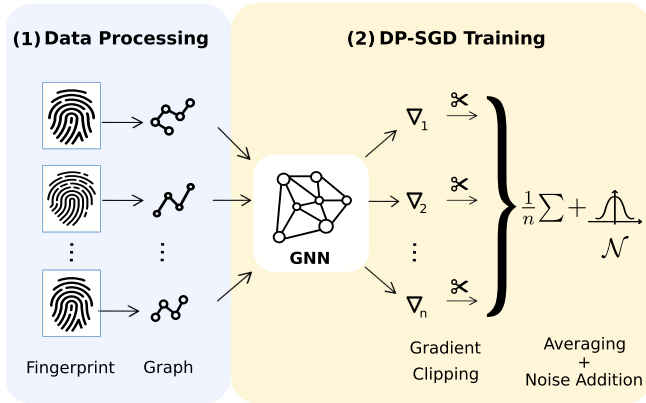 (1) Data Processing
(2) DP-SGD Training
∇1
∇2
⋮
∇n
GNN
1/n ∑ + 𝒩
Fingerprint
Graph
Gradient
Clipping
Averaging
+
Noise Addition